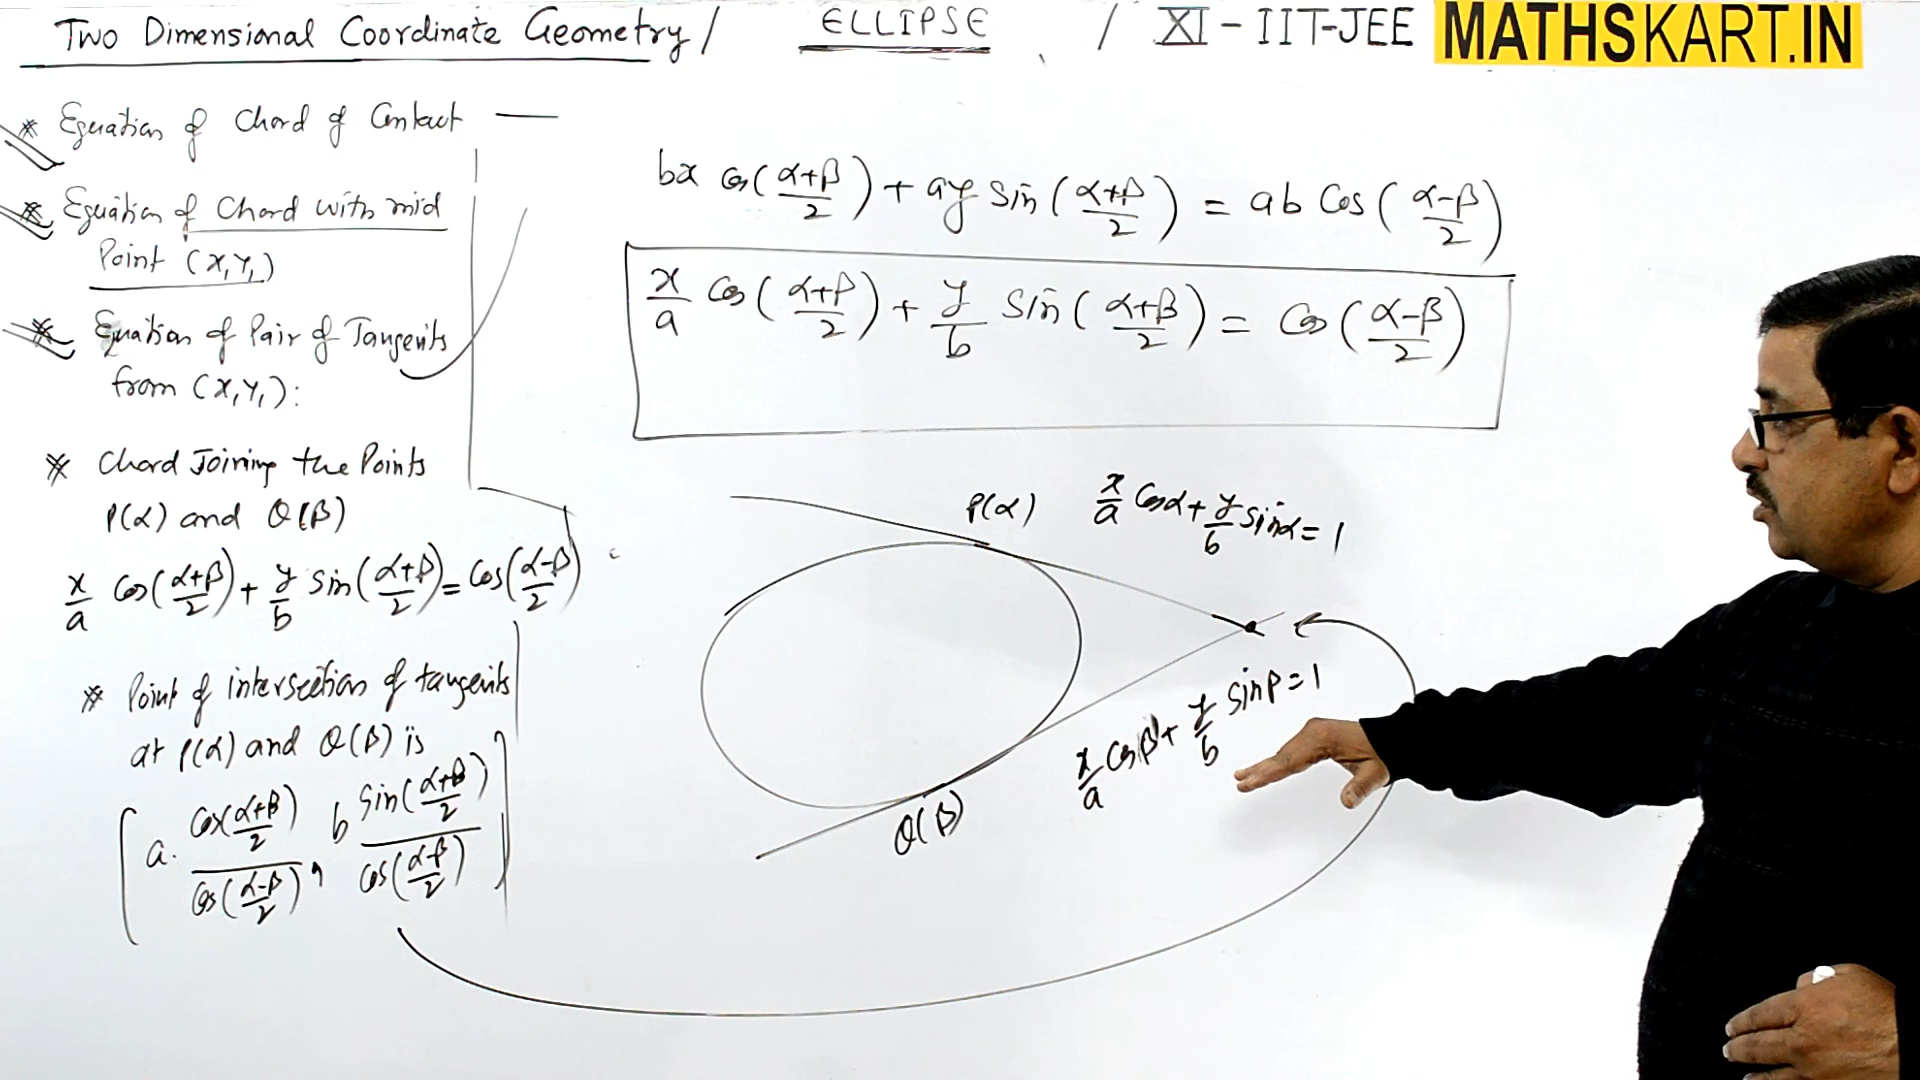 Two Dimensional Coordinate Geometry / ELLIPSE / XI - IIT-JEE MATHSKART.IN
* Equation of Chord of Contact —
* Equation of Chord with mid
Point (x₁y₁)
* Equation of Pair of Tangents
from (x₁y₁):
* Chord Joining the Points
P(α) and Q(β)
x/a Cos((α+β)/2) + y/b Sin((α+β)/2) = Cos((α-β)/2)
* Point of intersection of tangents
at P(α) and Q(β) is
(a. Cos((α+β)/2)/Cos((α-β)/2), b Sin((α+β)/2)/Cos((α-β)/2))
bx Cos((α+β)/2) + ay Sin((α+β)/2) = ab Cos((α-β)/2)
x/a Cos((α+β)/2) + y/b Sin((α+β)/2) = Cos((α-β)/2)
P(α) x/a Cosα + y/b Sinα = 1
x/a Cosβ + y/b Sinβ = 1
Q(β)